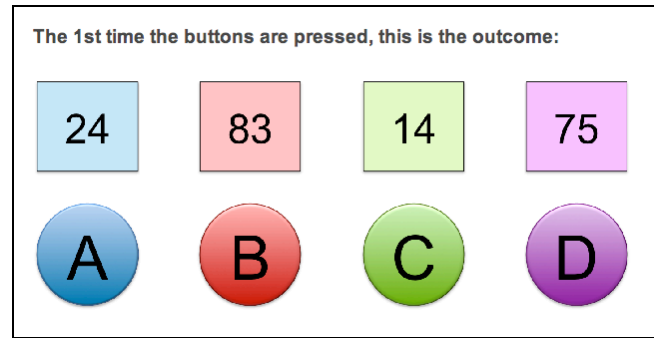 The 1st time the buttons are pressed, this is the outcome:
24 83 14 75
A B C D